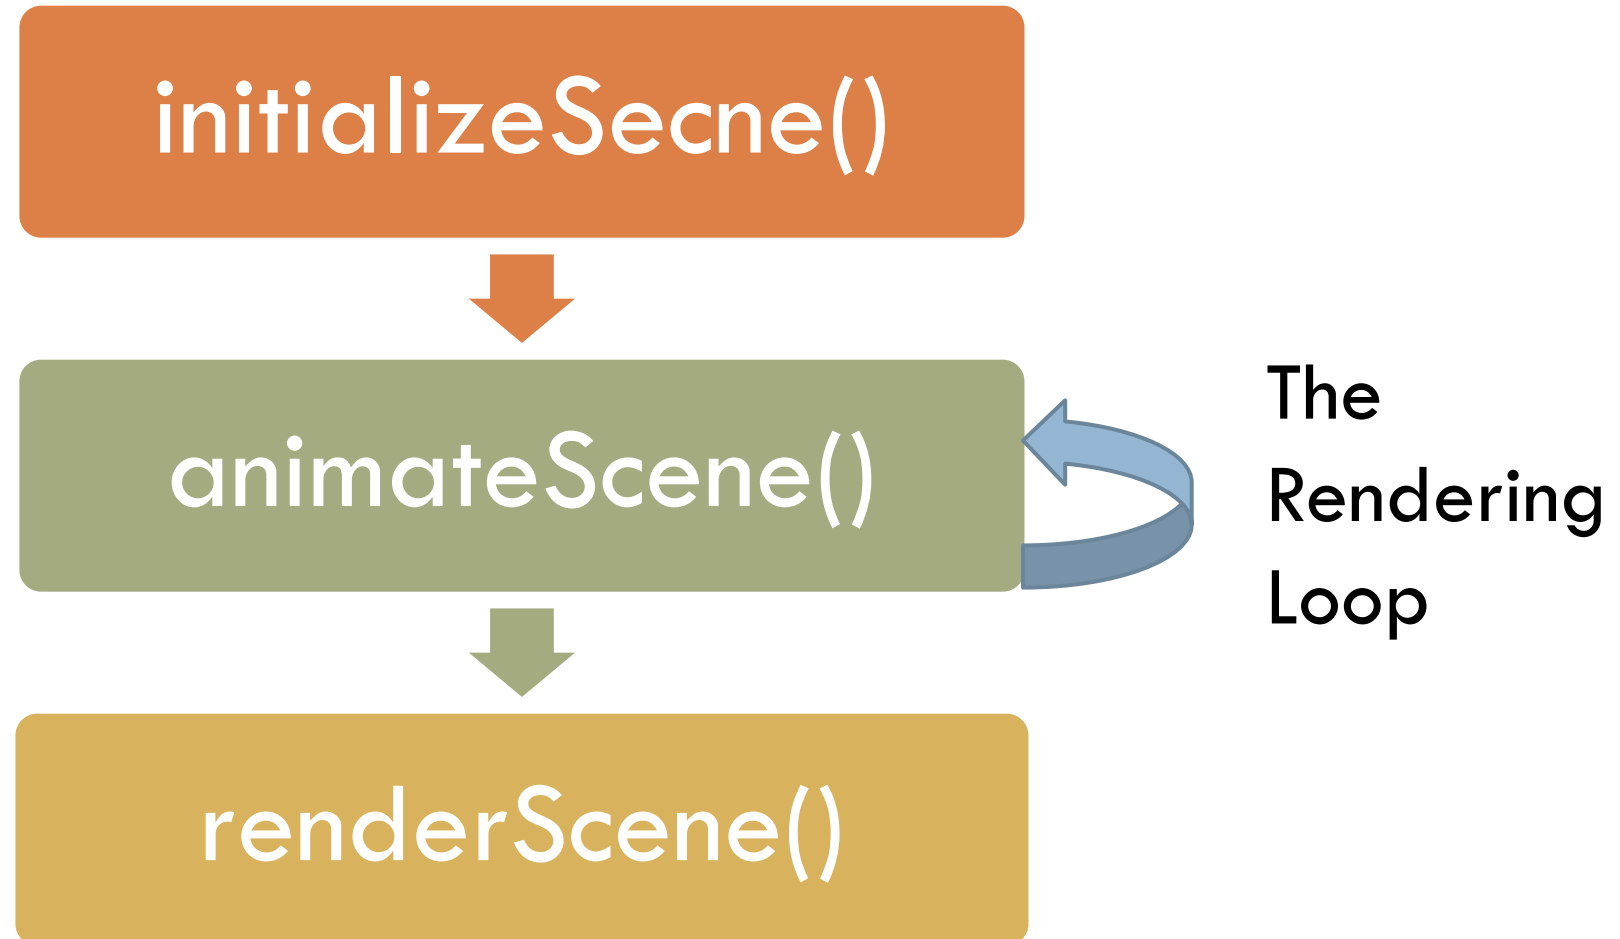 initializeSecne()
animateScene()
The
Rendering
Loop
renderScene()